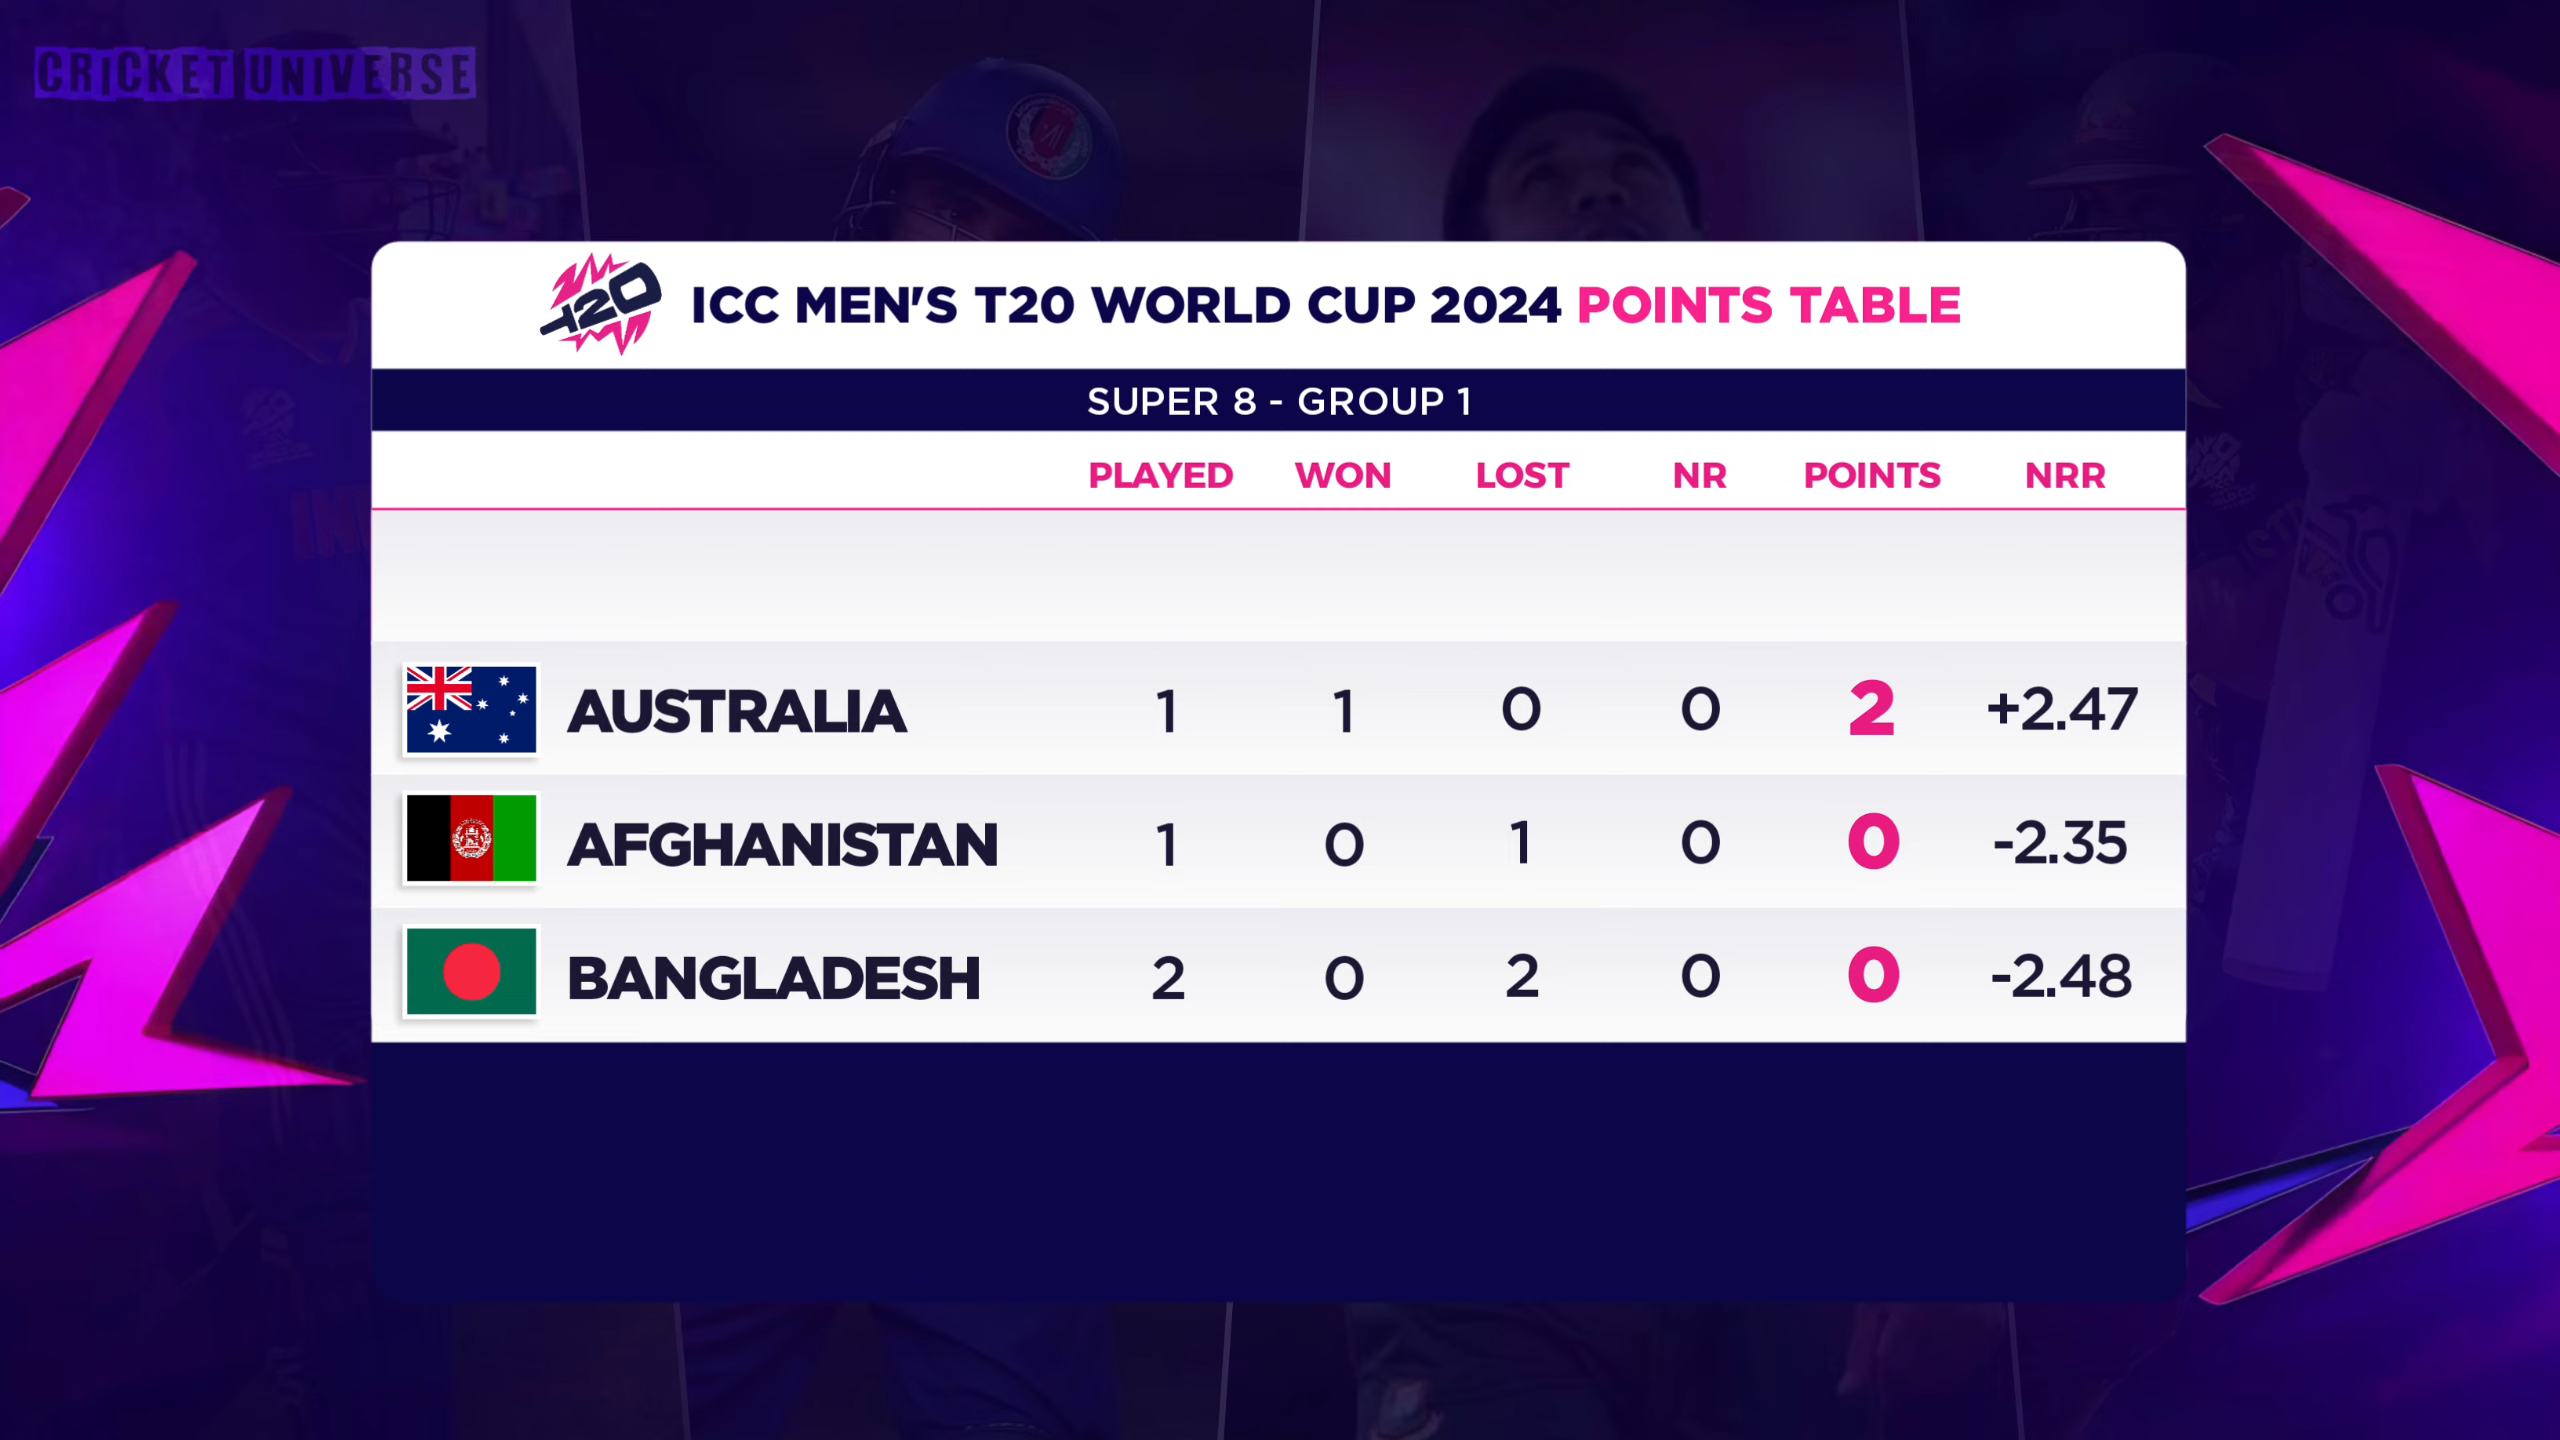 CRICKET UNIVERSE
T20 ICC MEN'S T20 WORLD CUP 2024 POINTS TABLE
SUPER 8 - GROUP 1
PLAYED WON LOST NR POINTS NRR
AUSTRALIA 1 1 0 0 2 +2.47
AFGHANISTAN 1 0 1 0 0 -2.35
BANGLADESH 2 0 2 0 0 -2.48